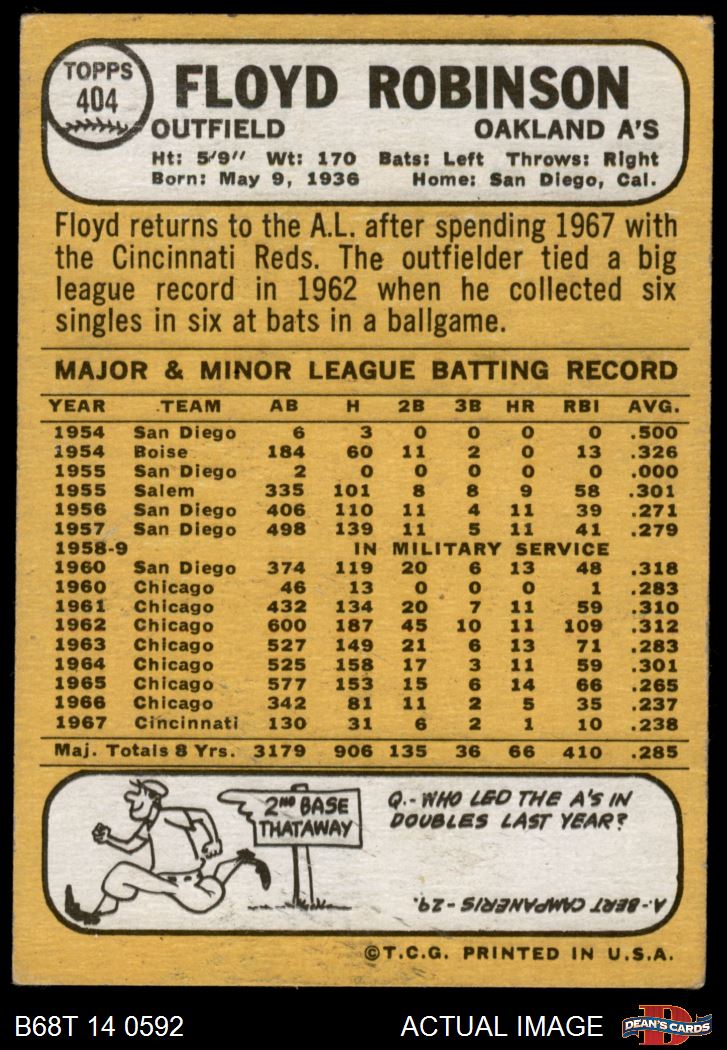 TOPPS
404
FLOYD ROBINSON
OUTFIELD OAKLAND A'S
Ht: 5'9" Wt: 170 Bats: Left Throws: Right
Born: May 9, 1936 Home: San Diego, Cal.
Floyd returns to the A.L. after spending 1967 with
the Cincinnati Reds. The outfielder tied a big
league record in 1962 when he collected six
singles in six at bats in a ballgame.
MAJOR & MINOR LEAGUE BATTING RECORD
YEAR TEAM AB H 2B 3B HR RBI AVG.
1954 San Diego 6 3 0 0 0 0 .500
1954 Boise 184 60 11 2 0 13 .326
1955 San Diego 2 0 0 0 0 0 .000
1955 Salem 335 101 8 8 9 58 .301
1956 San Diego 406 110 11 4 11 39 .271
1957 San Diego 498 139 11 5 11 41 .279
1958-9 IN MILITARY SERVICE
1960 San Diego 374 119 20 6 13 48 .318
1960 Chicago 46 13 0 0 0 1 .283
1961 Chicago 432 134 20 7 11 59 .310
1962 Chicago 600 187 45 10 11 109 .312
1963 Chicago 527 149 21 6 13 71 .283
1964 Chicago 525 158 17 3 11 59 .301
1965 Chicago 577 153 15 6 14 66 .265
1966 Chicago 342 81 11 2 5 35 .237
1967 Cincinnati 130 31 6 2 1 10 .238
Maj. Totals 8 Yrs. 3179 906 135 36 66 410 .285
2ND BASE
THATAWAY
Q.- WHO LED THE A'S IN
DOUBLES LAST YEAR?
A.- BERT CAMPANERIS - 29.
©T.C.G. PRINTED IN U.S.A.
B68T 14 0592 ACTUAL IMAGE
D
DEAN'S CARDS